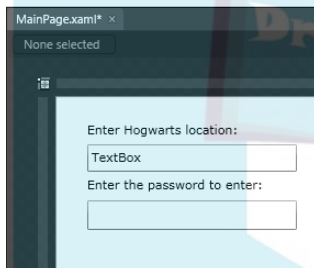 MainPage.xaml* ×
None selected
Enter Hogwarts location:
TextBox
Enter the password to enter: